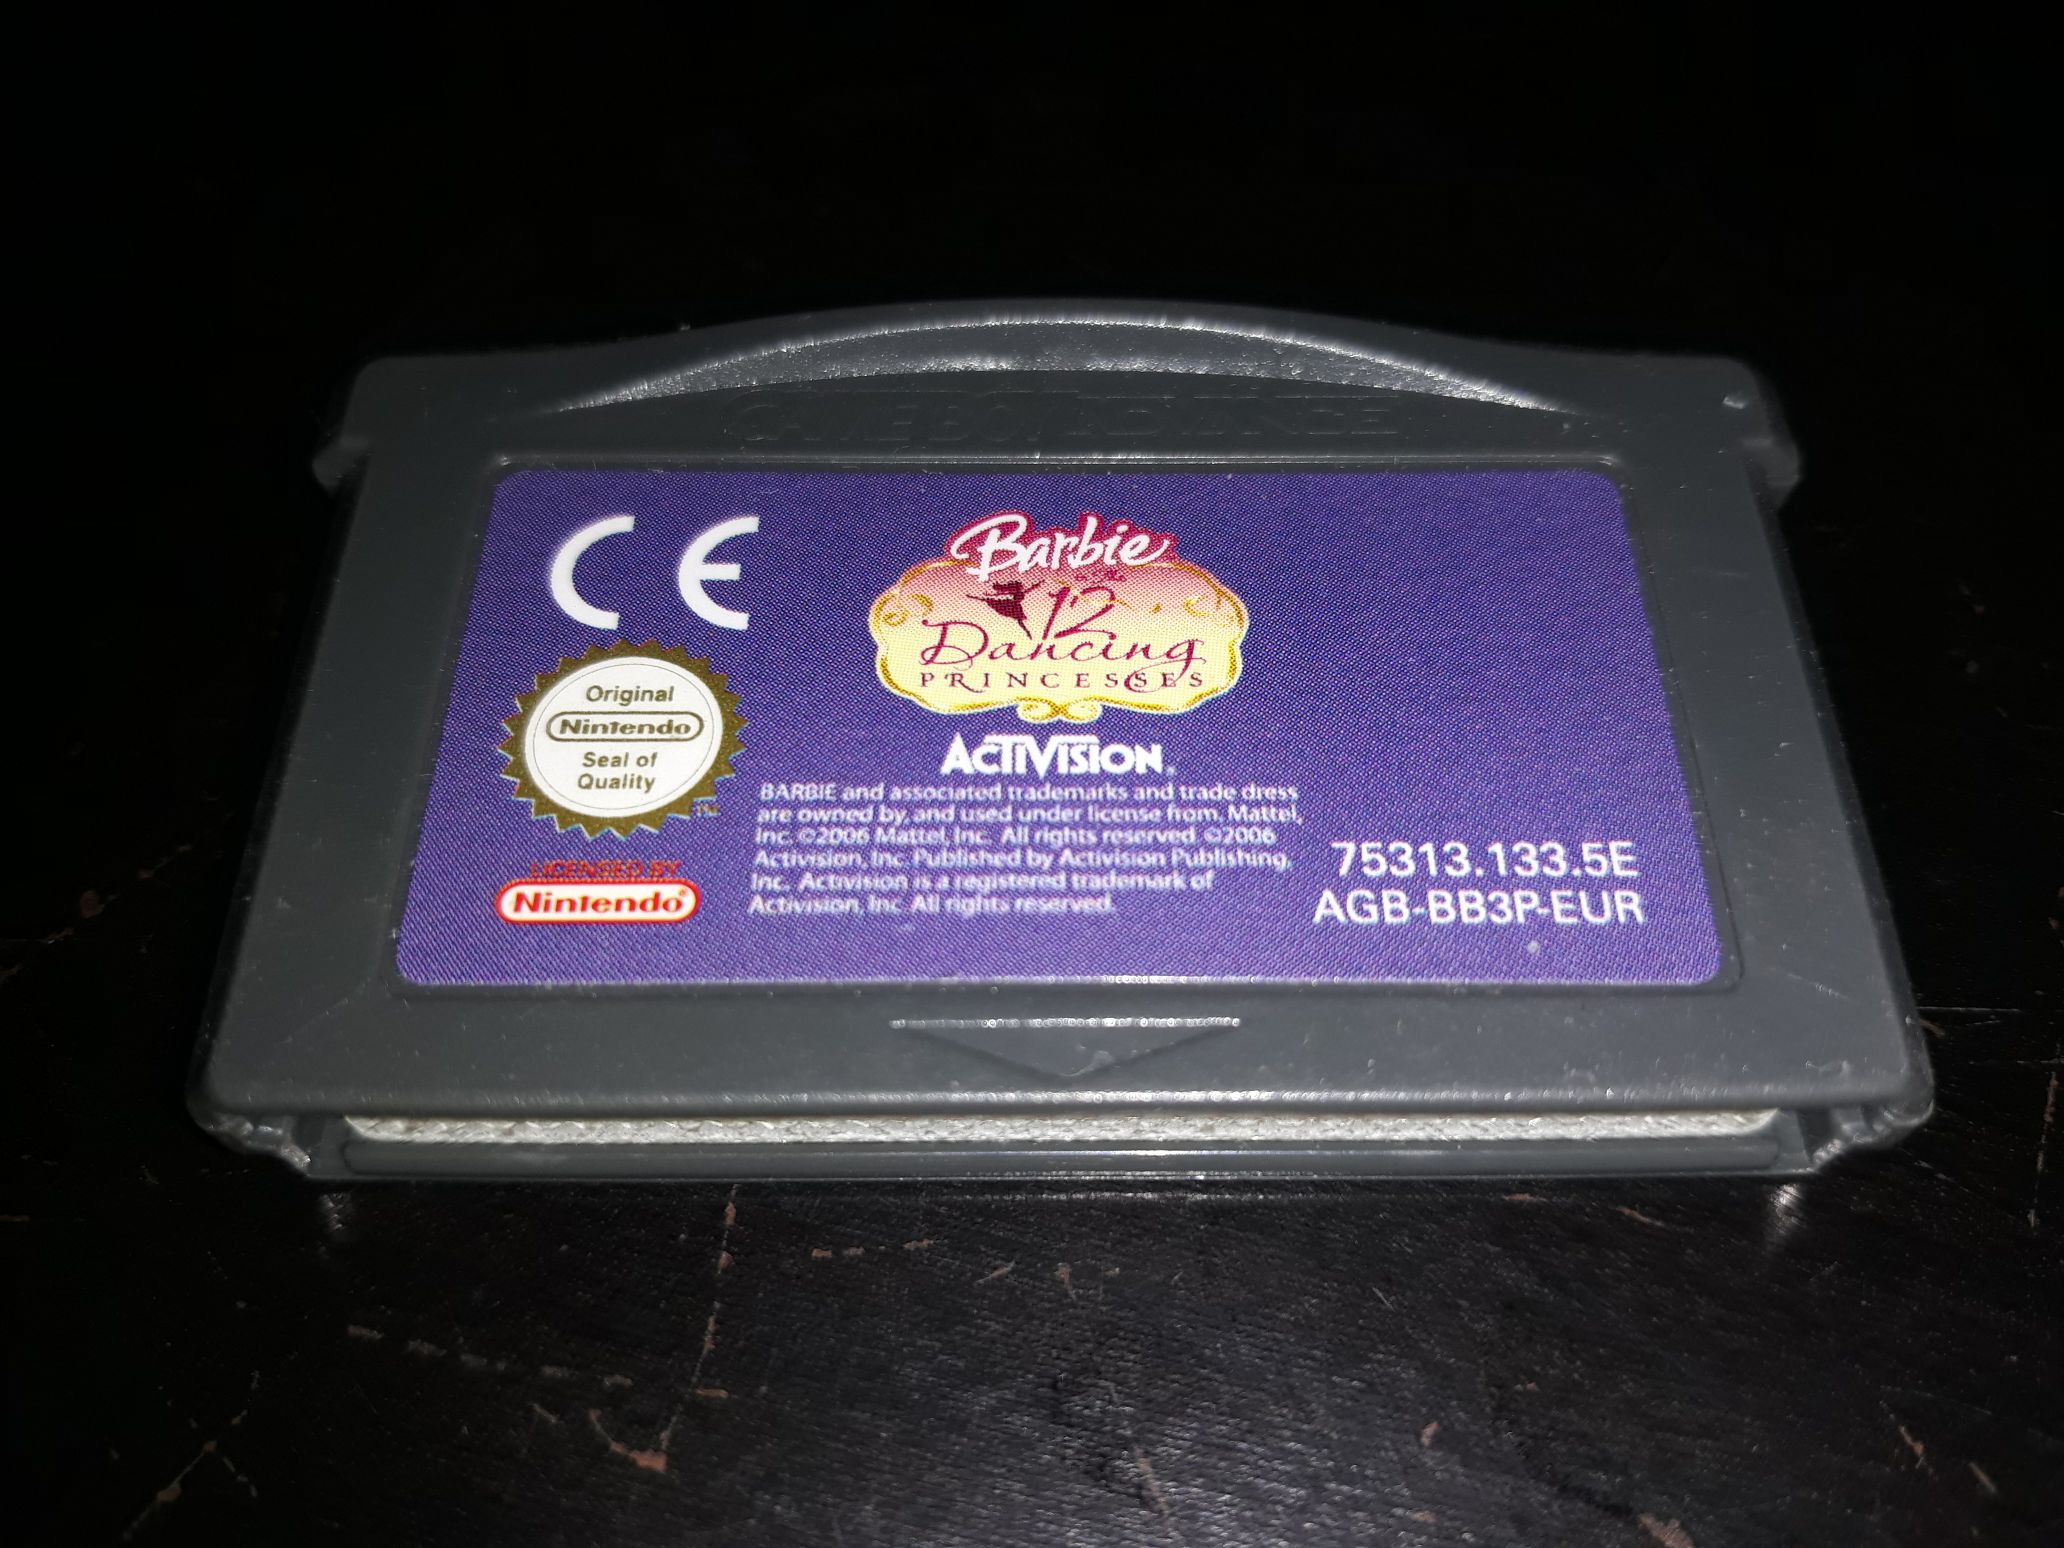 GAME BOY ADVANCE
CE
Barbie
in the
12
Dancing
PRINCESSES
Original
Nintendo
Seal of
Quality
TM
ACTIVISION.
BARBIE and associated trademarks and trade dress
are owned by, and used under license from, Mattel,
Inc. ©2006 Mattel, Inc. All rights reserved. ©2006
Activision, Inc. Published by Activision Publishing,
Inc. Activision is a registered trademark of
Activision, Inc. All rights reserved.
LICENSED BY
Nintendo®
75313.133.5E
AGB-BB3P-EUR